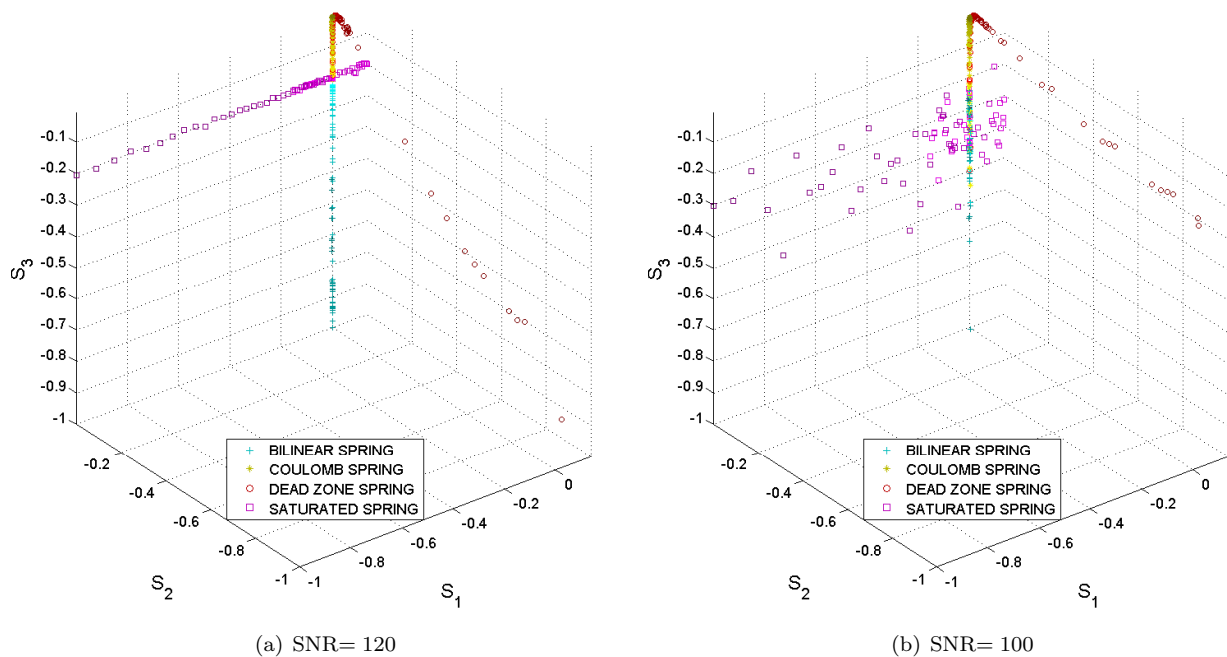 -0.1
-0.2
-0.3
-0.4
-0.5
-0.6
-0.7
-0.8
-0.9
-1
S3
-0.2
-0.4
-0.6
-0.8
-1
S2
-1
-0.8
-0.6
-0.4
-0.2
0
S1
BILINEAR SPRING
COULOMB SPRING
DEAD ZONE SPRING
SATURATED SPRING
(a) SNR= 120
-0.1
-0.2
-0.3
-0.4
-0.5
-0.6
-0.7
-0.8
-0.9
-1
S3
-0.2
-0.4
-0.6
-0.8
-1
S2
-1
-0.8
-0.6
-0.4
-0.2
0
S1
BILINEAR SPRING
COULOMB SPRING
DEAD ZONE SPRING
SATURATED SPRING
(b) SNR= 100